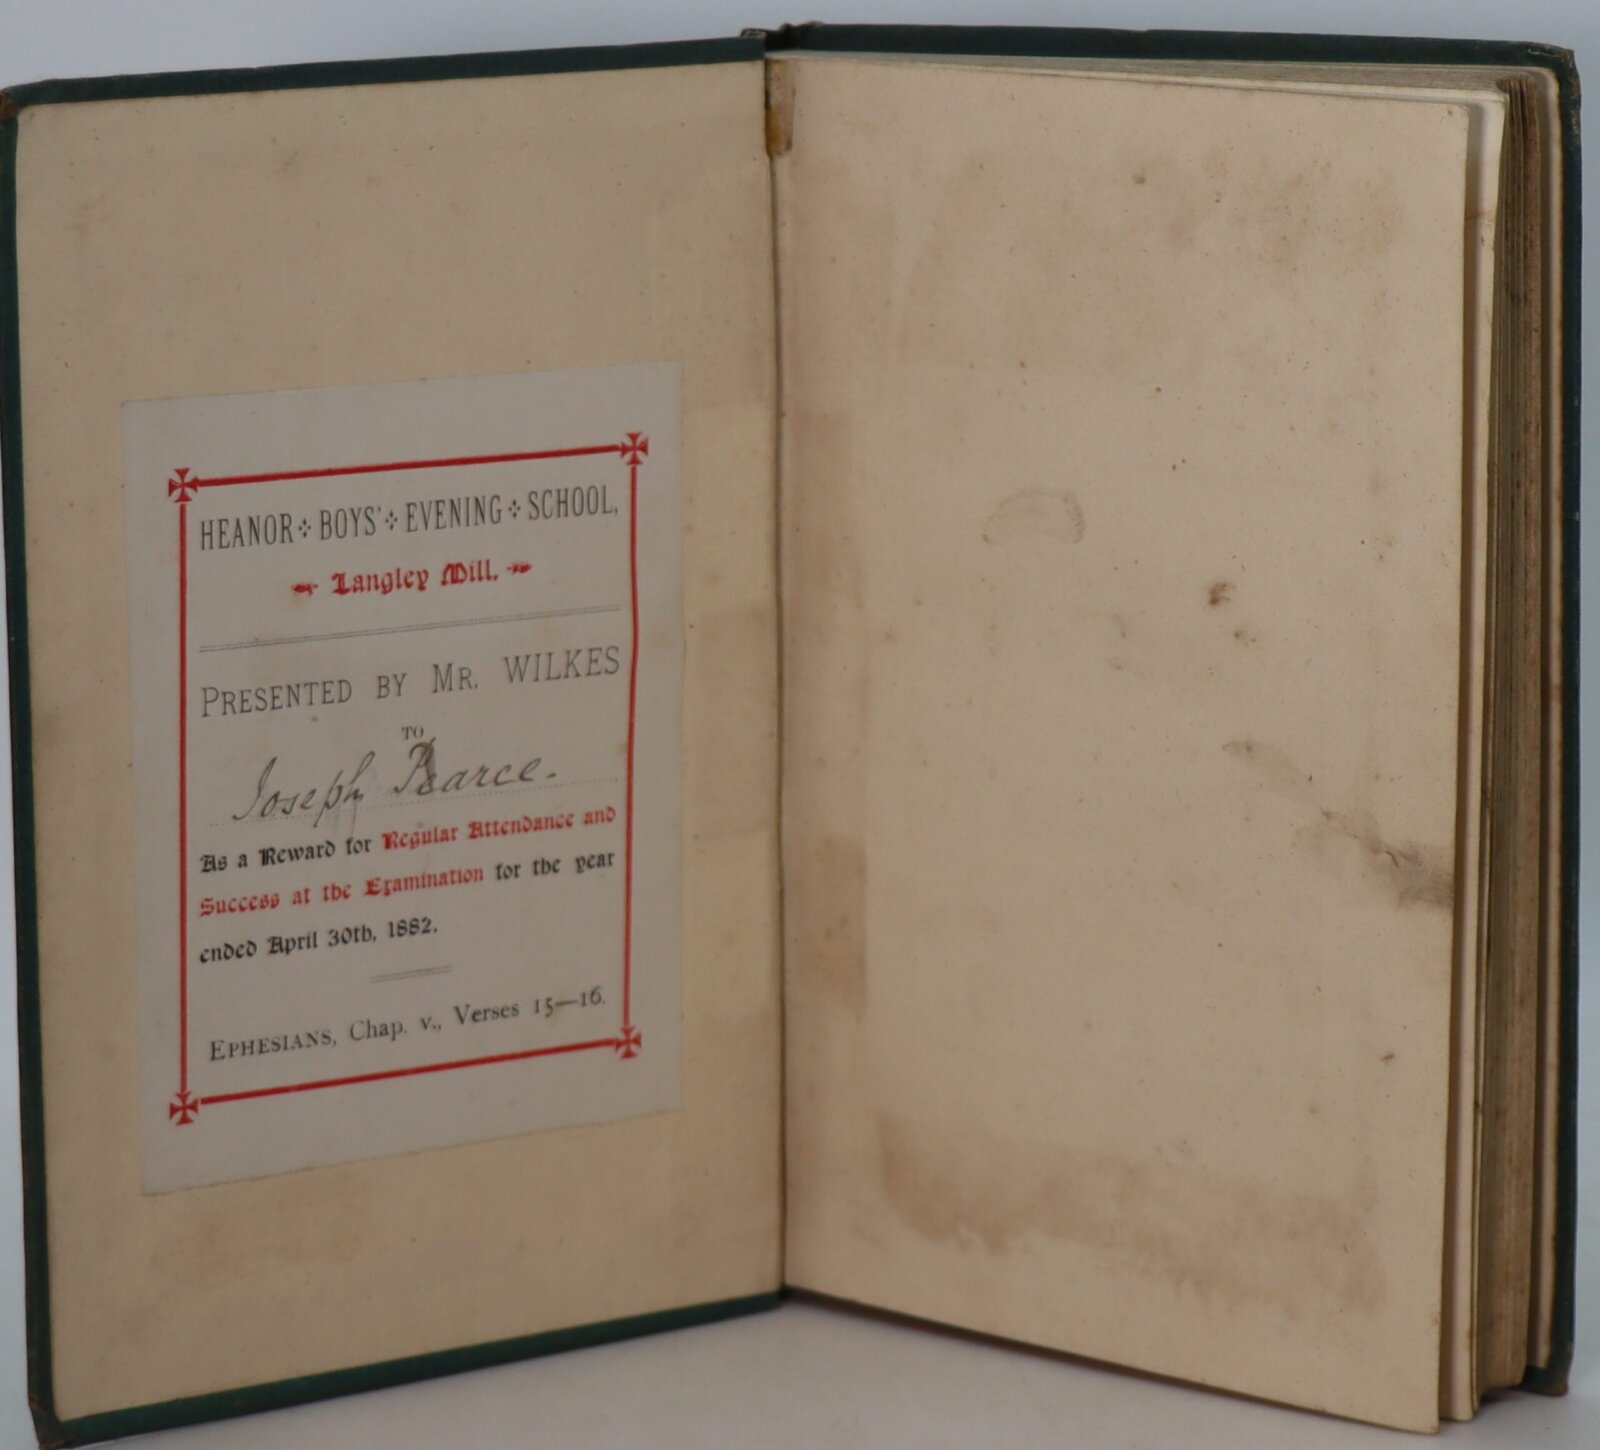 HEANOR BOYS' EVENING SCHOOL,
Langley Mill.
PRESENTED BY MR. WILKES
TO
Joseph Pearce.
As a Reward for Regular Attendance and
Success at the Examination for the year
ended April 30th, 1882.
EPHESIANS, Chap. v., Verses 15—16.